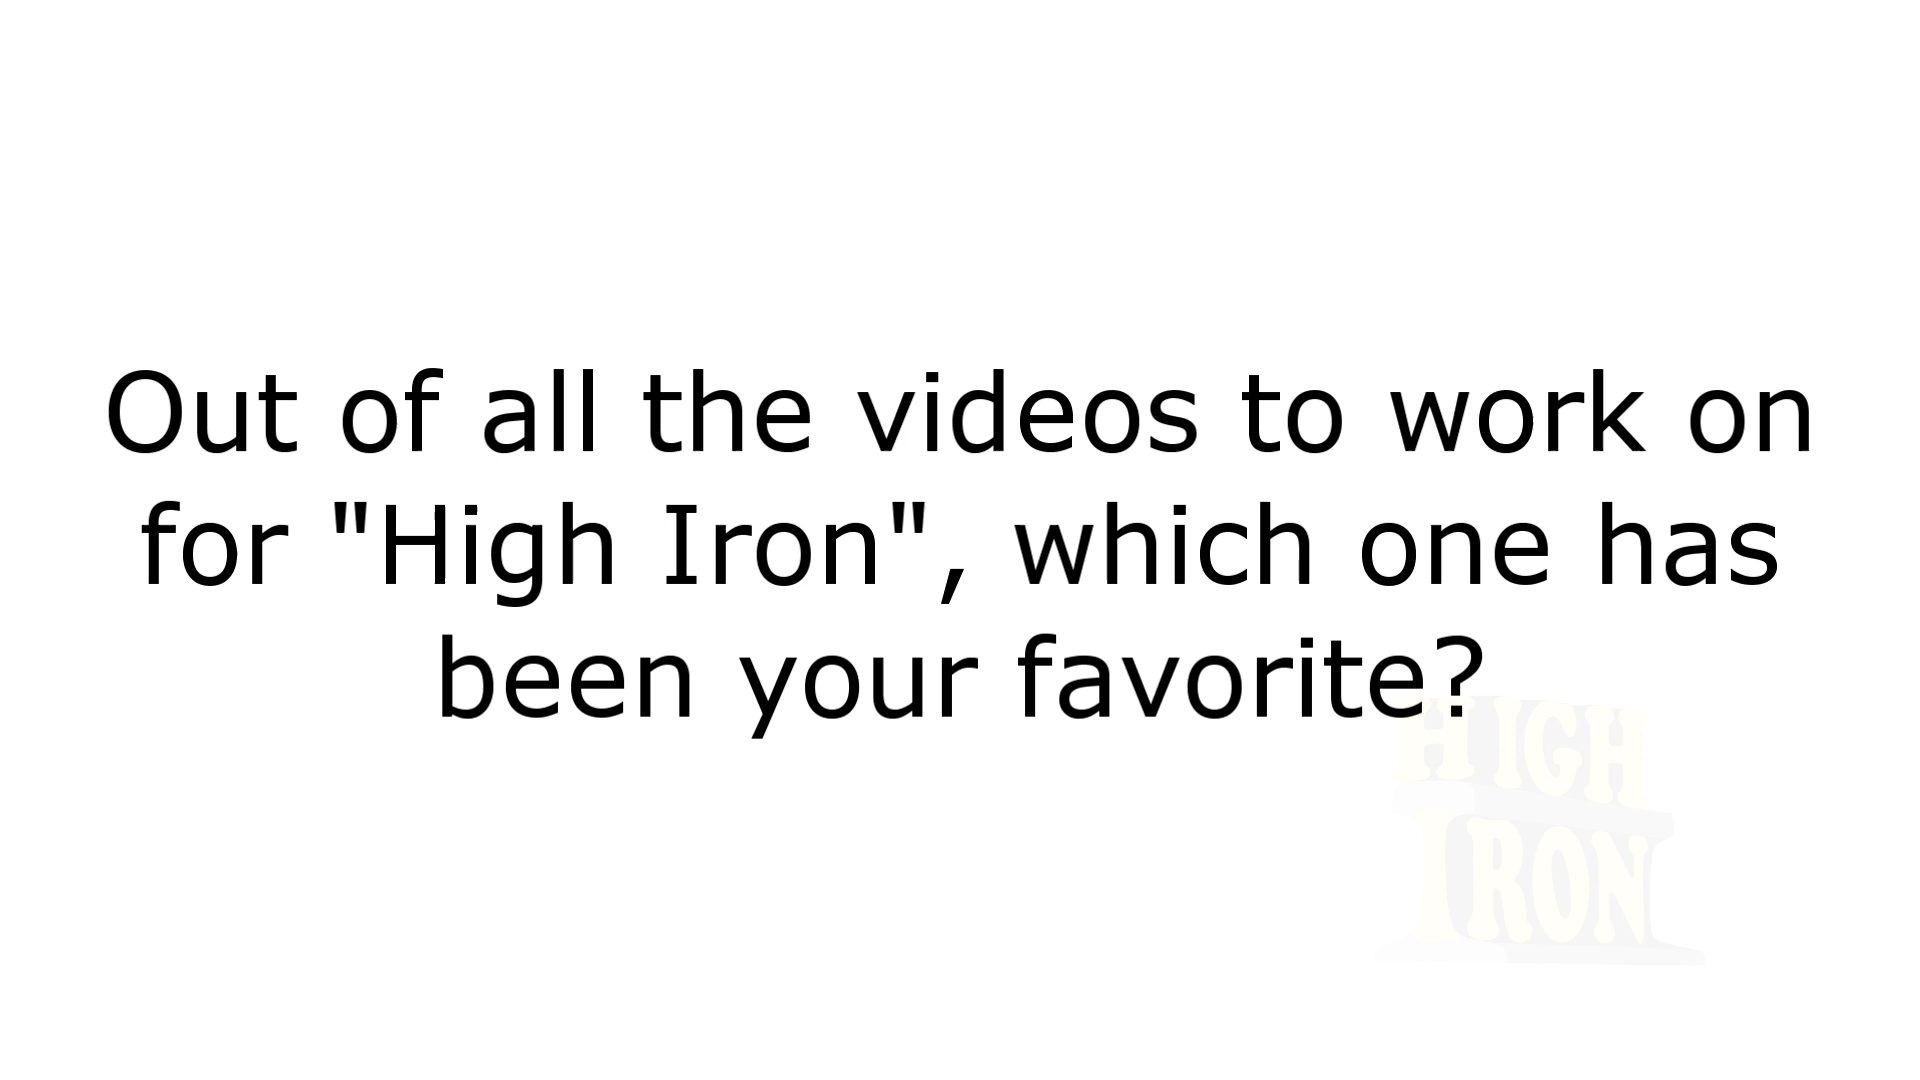 Out of all the videos to work on
for "High Iron", which one has
been your favorite?
HIGH
IRON